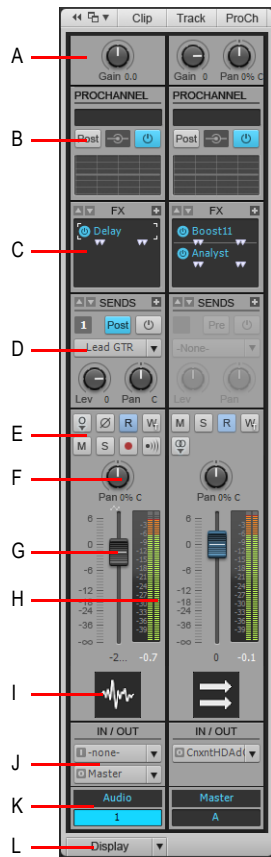 Clip Track ProCh
A
Gain 0.0 Gain 0 Pan 0% C
PROCHANNEL PROCHANNEL
B Post Post
FX FX
C Delay Boost11
Analyst
SENDS SENDS
1 Post Pre
D Lead GTR -None-
Lev 0 Pan C Lev Pan
E R W M S R W
M S
F
Pan 0% C Pan 0% C
6 6
G -0 -0
-6 -6
H -12 -12
-18 -18
-24 -24
-36 -36
-∞ -∞
-2... -0.7 0 -0.1
I
IN / OUT IN / OUT
-none- CnxntHDAd
J Master
Audio Master
K 1 A
L Display